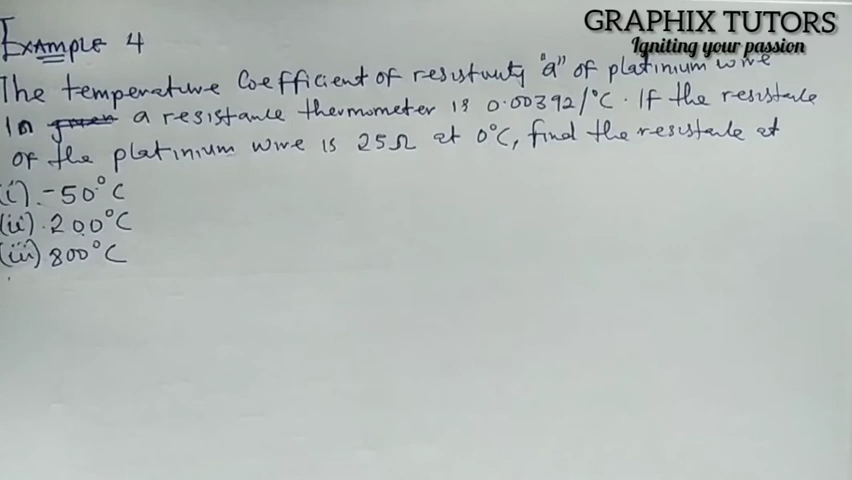 GRAPHIX TUTORS
Igniting your passion
EXAMPLE 4
The temperature Coefficient of resistivity "a" of platinium wire
In a resistance thermometer is 0.00392/°C. If the resistance
of the platinium wire is 25Ω at 0°C, find the resistance at
(i). -50°C
(ii). 200°C
(iii) 800°C